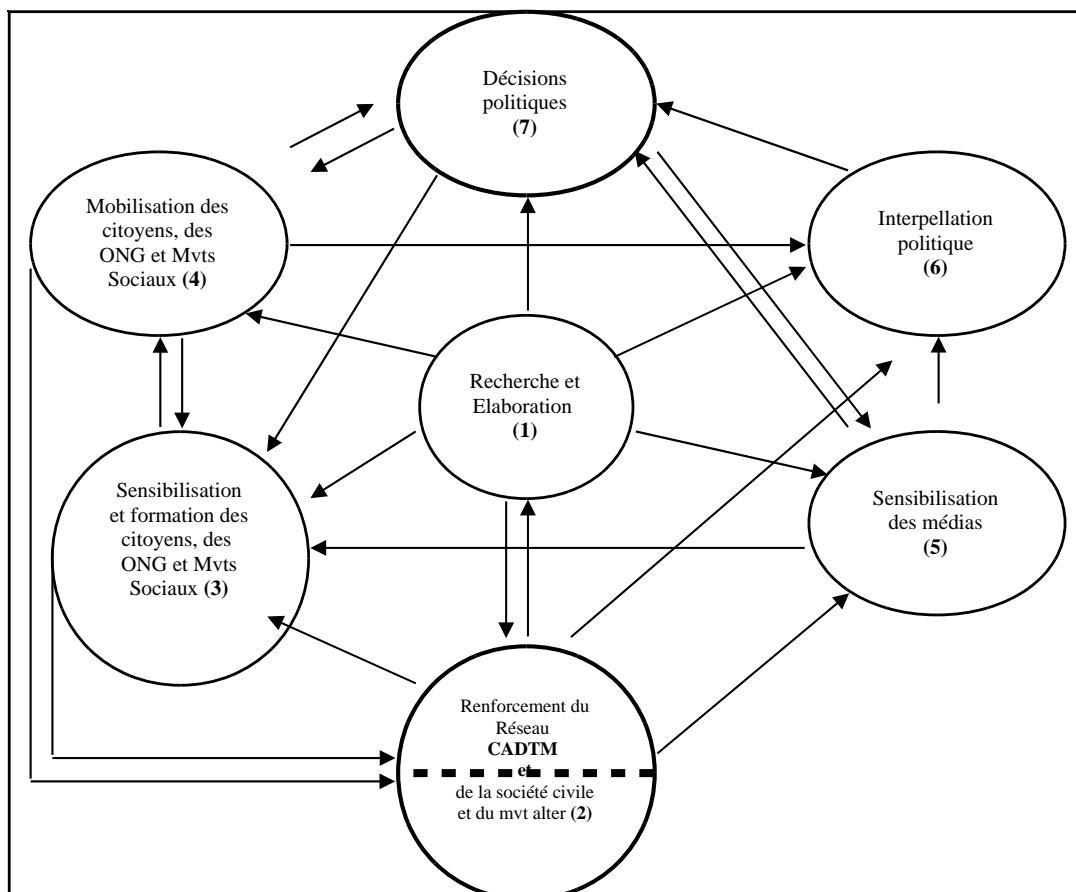 Décisions
politiques
(7)
Mobilisation des
citoyens, des
ONG et Mvts
Sociaux (4)
Interpellation
politique
(6)
Recherche et
Elaboration
(1)
Sensibilisation
et formation des
citoyens, des
ONG et Mvts
Sociaux (3)
Sensibilisation
des médias
(5)
Renforcement du
Réseau
CADTM
et
de la société civile
et du mvt alter (2)